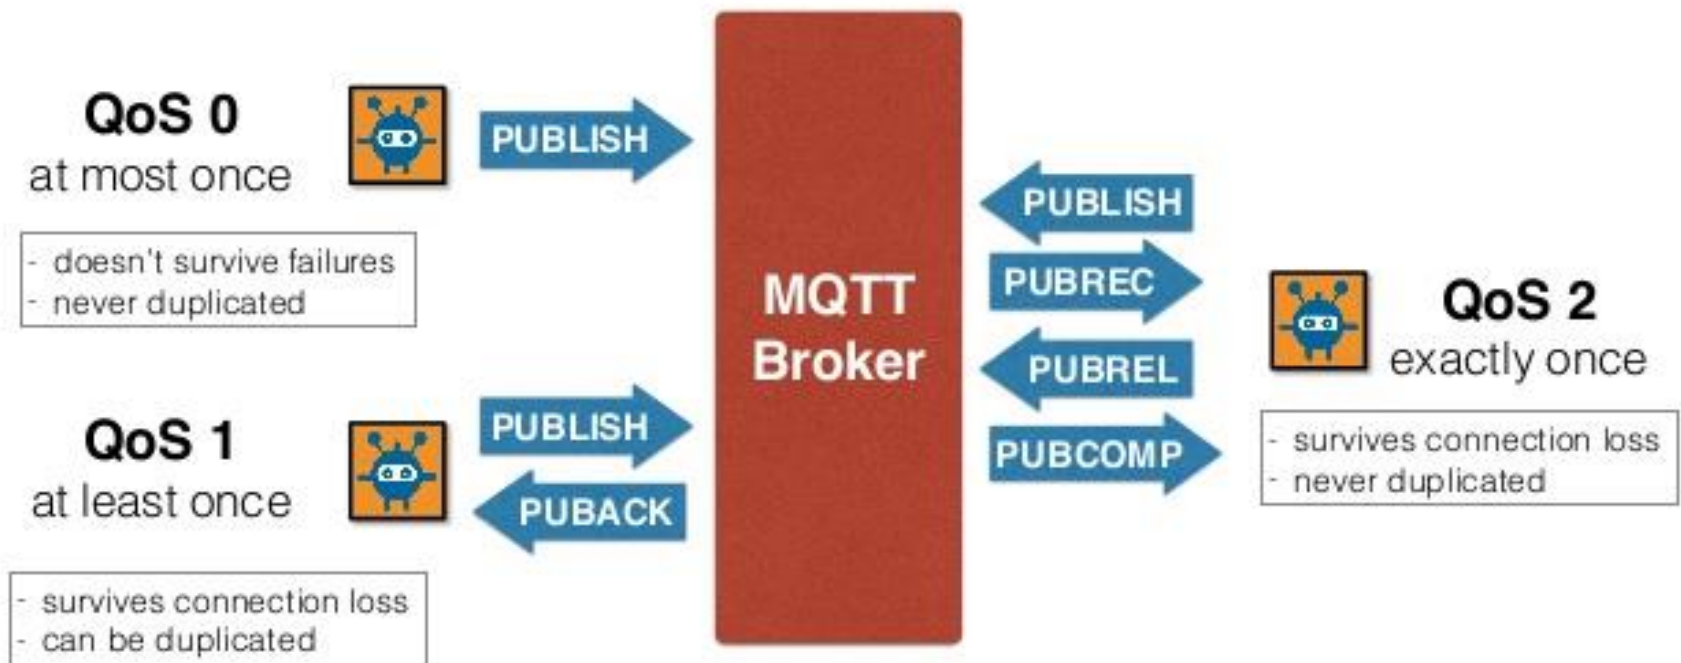 QoS 0
at most once
PUBLISH
- doesn't survive failures
- never duplicated
QoS 1
at least once
PUBLISH
PUBACK
- survives connection loss
- can be duplicated
MQTT
Broker
PUBLISH
PUBREC
PUBREL
PUBCOMP
QoS 2
exactly once
- survives connection loss
- never duplicated